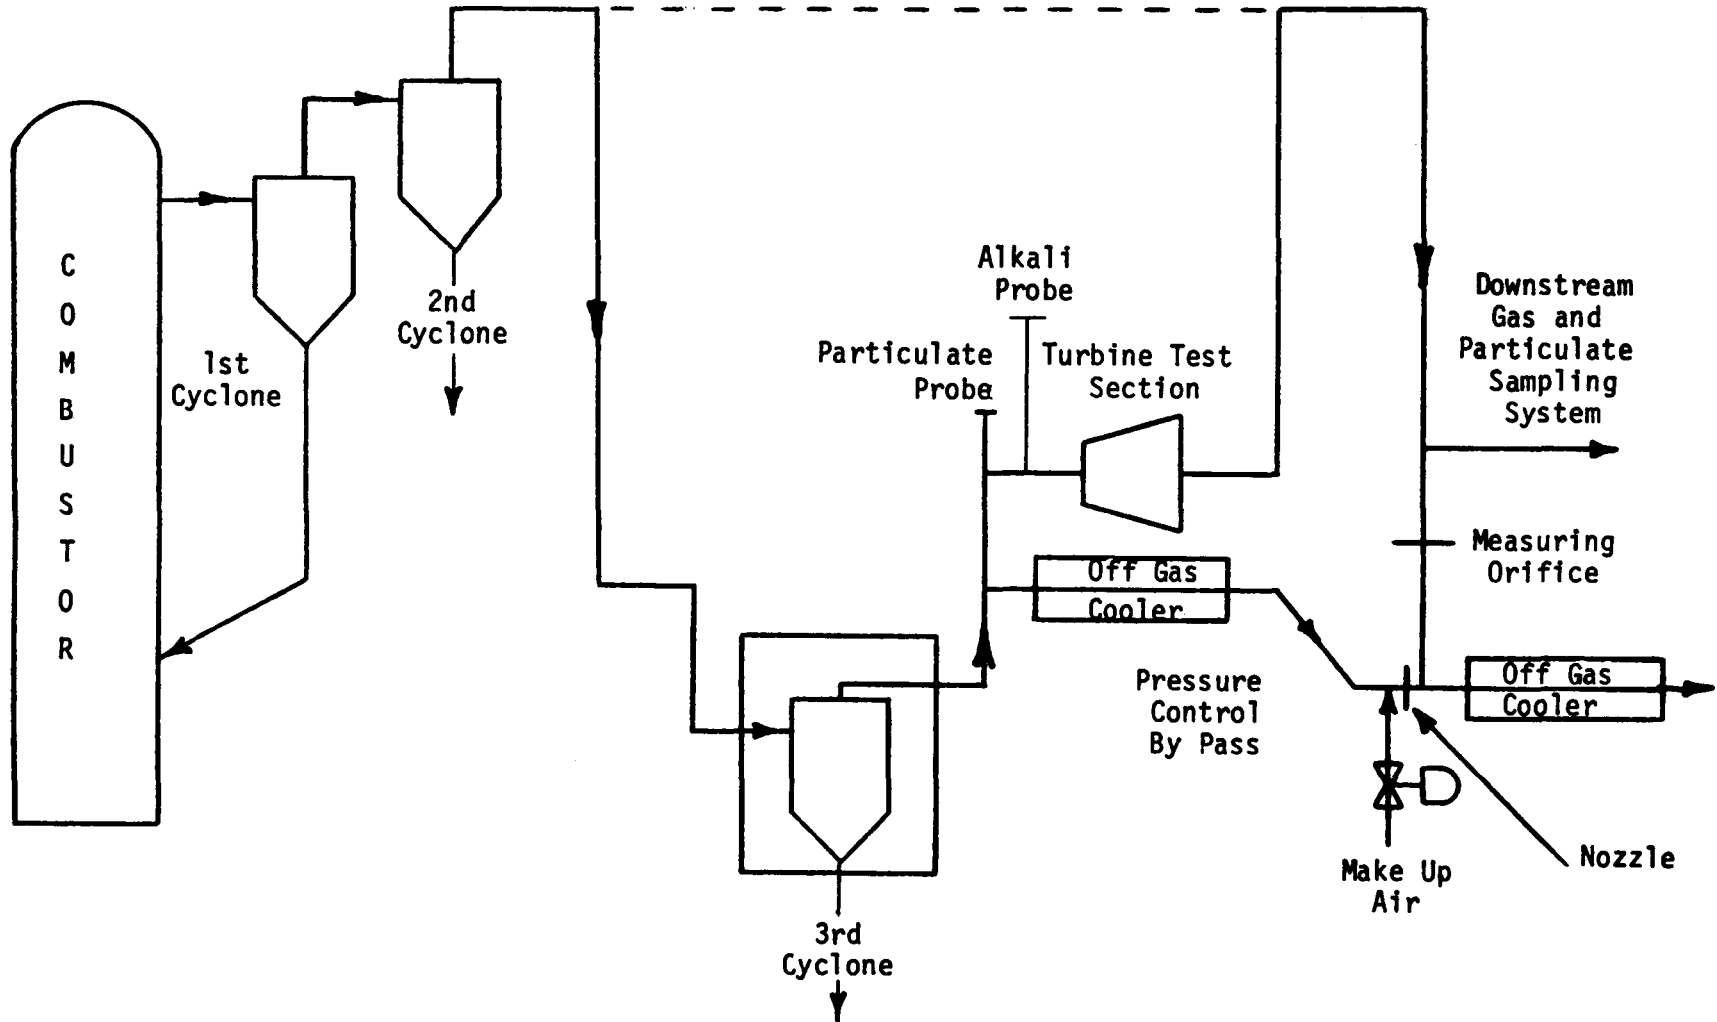 COMBUSTOR
1st
Cyclone
2nd
Cyclone
Alkali
Probe
Particulate
Probe
Turbine Test
Section
Downstream
Gas and
Particulate
Sampling
System
Measuring
Orifice
Off Gas
Cooler
Off Gas
Cooler
Pressure
Control
By Pass
Make Up
Air
Nozzle
3rd
Cyclone